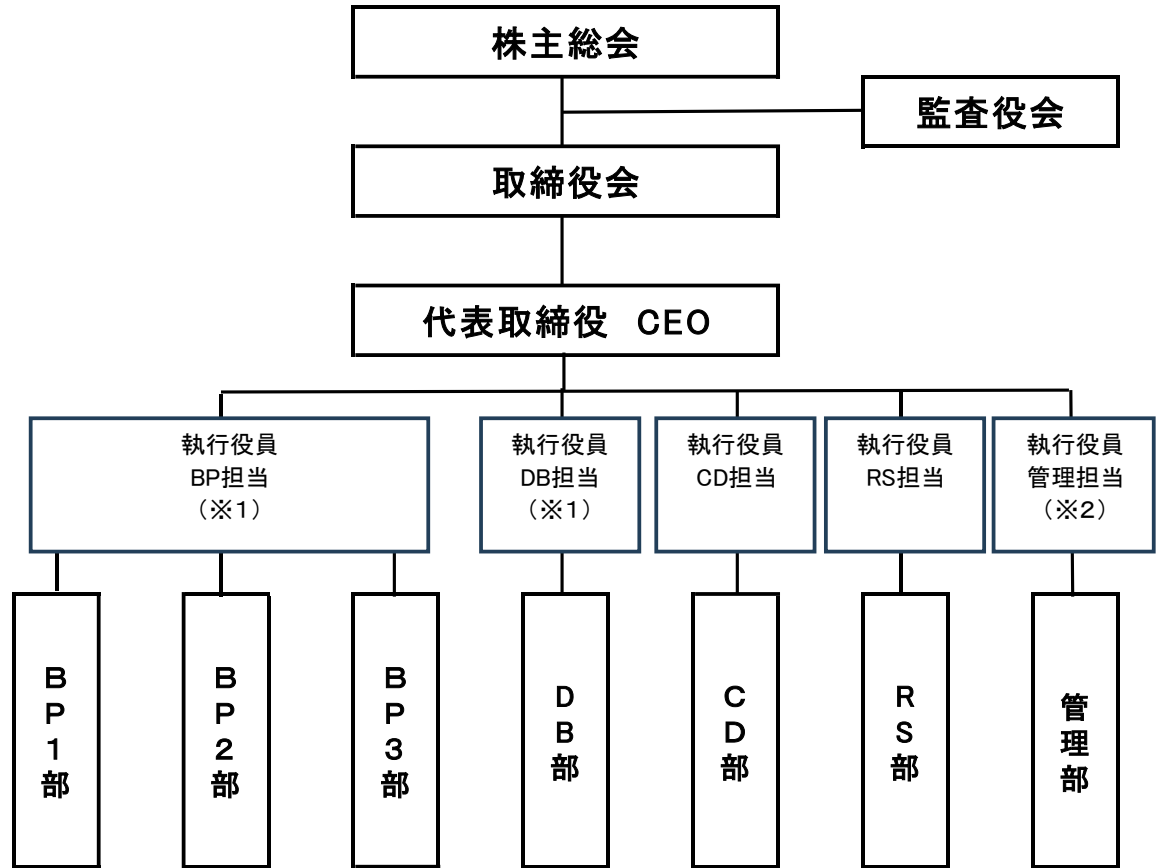 株主総会
監査役会
取締役会
代表取締役　CEO
執行役員
BP担当
（※1）
執行役員
DB担当
（※1）
執行役員
CD担当
執行役員
RS担当
執行役員
管理担当
（※2）
BP1部
BP2部
BP3部
DB部
CD部
RS部
管理部